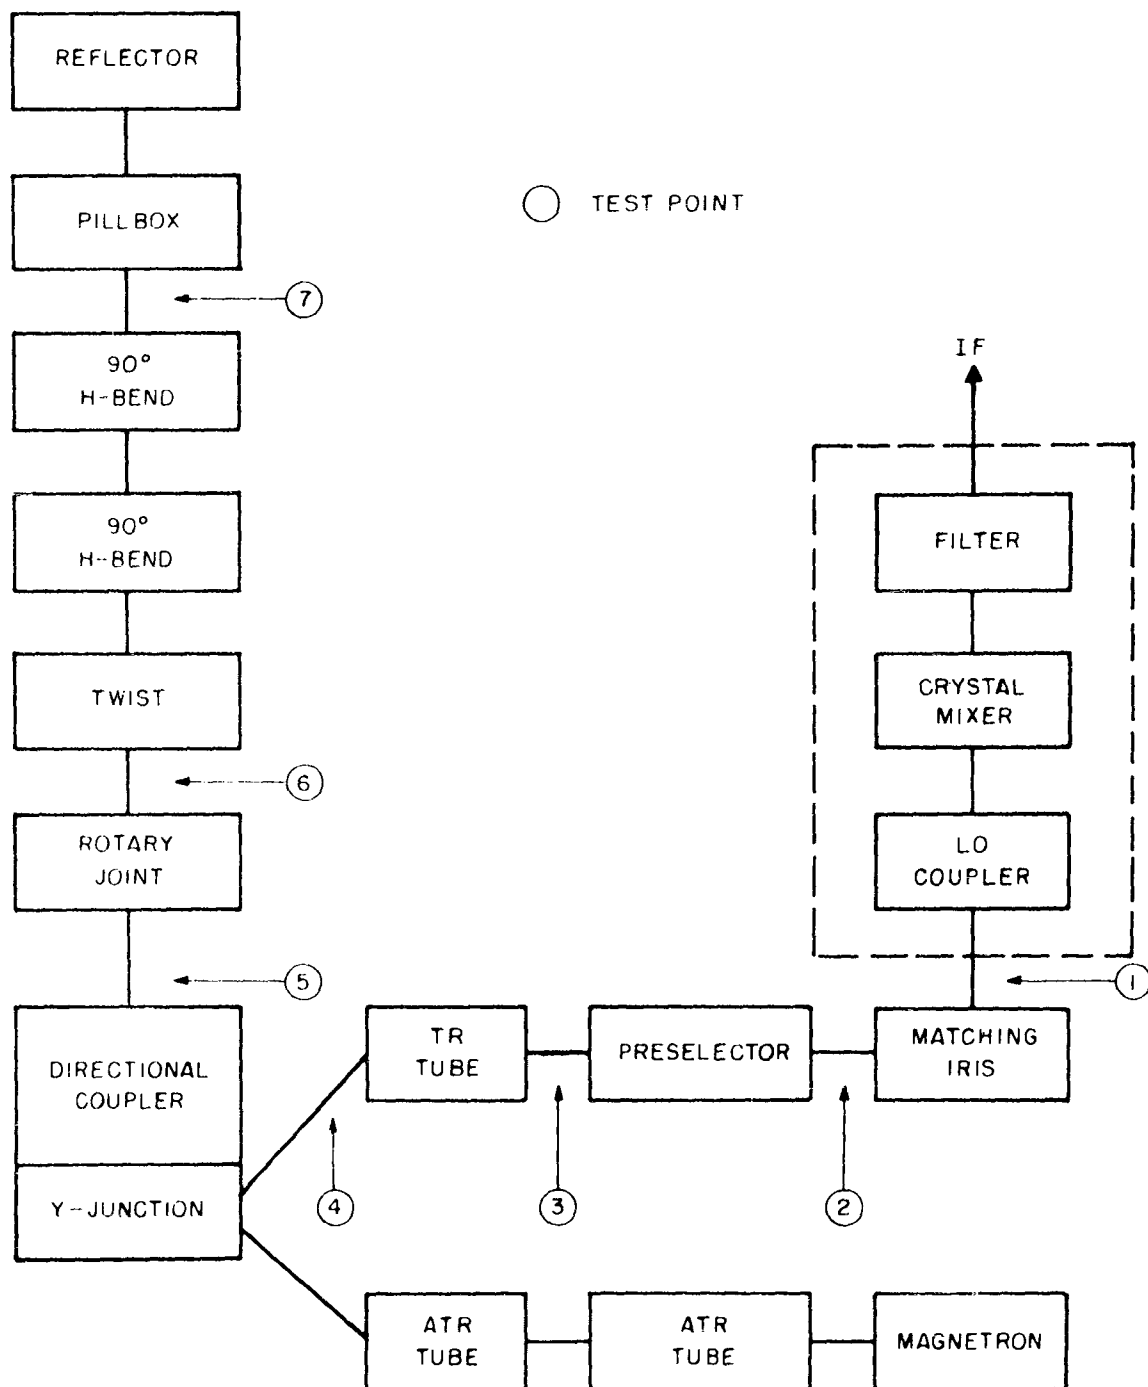 REFLECTOR
PILLBOX
TEST POINT
7
90°
H-BEND
90°
H-BEND
TWIST
6
ROTARY
JOINT
5
DIRECTIONAL
COUPLER
Y-JUNCTION
IF
FILTER
CRYSTAL
MIXER
LO
COUPLER
1
TR
TUBE
PRESELECTOR
MATCHING
IRIS
4
3
2
ATR
TUBE
ATR
TUBE
MAGNETRON